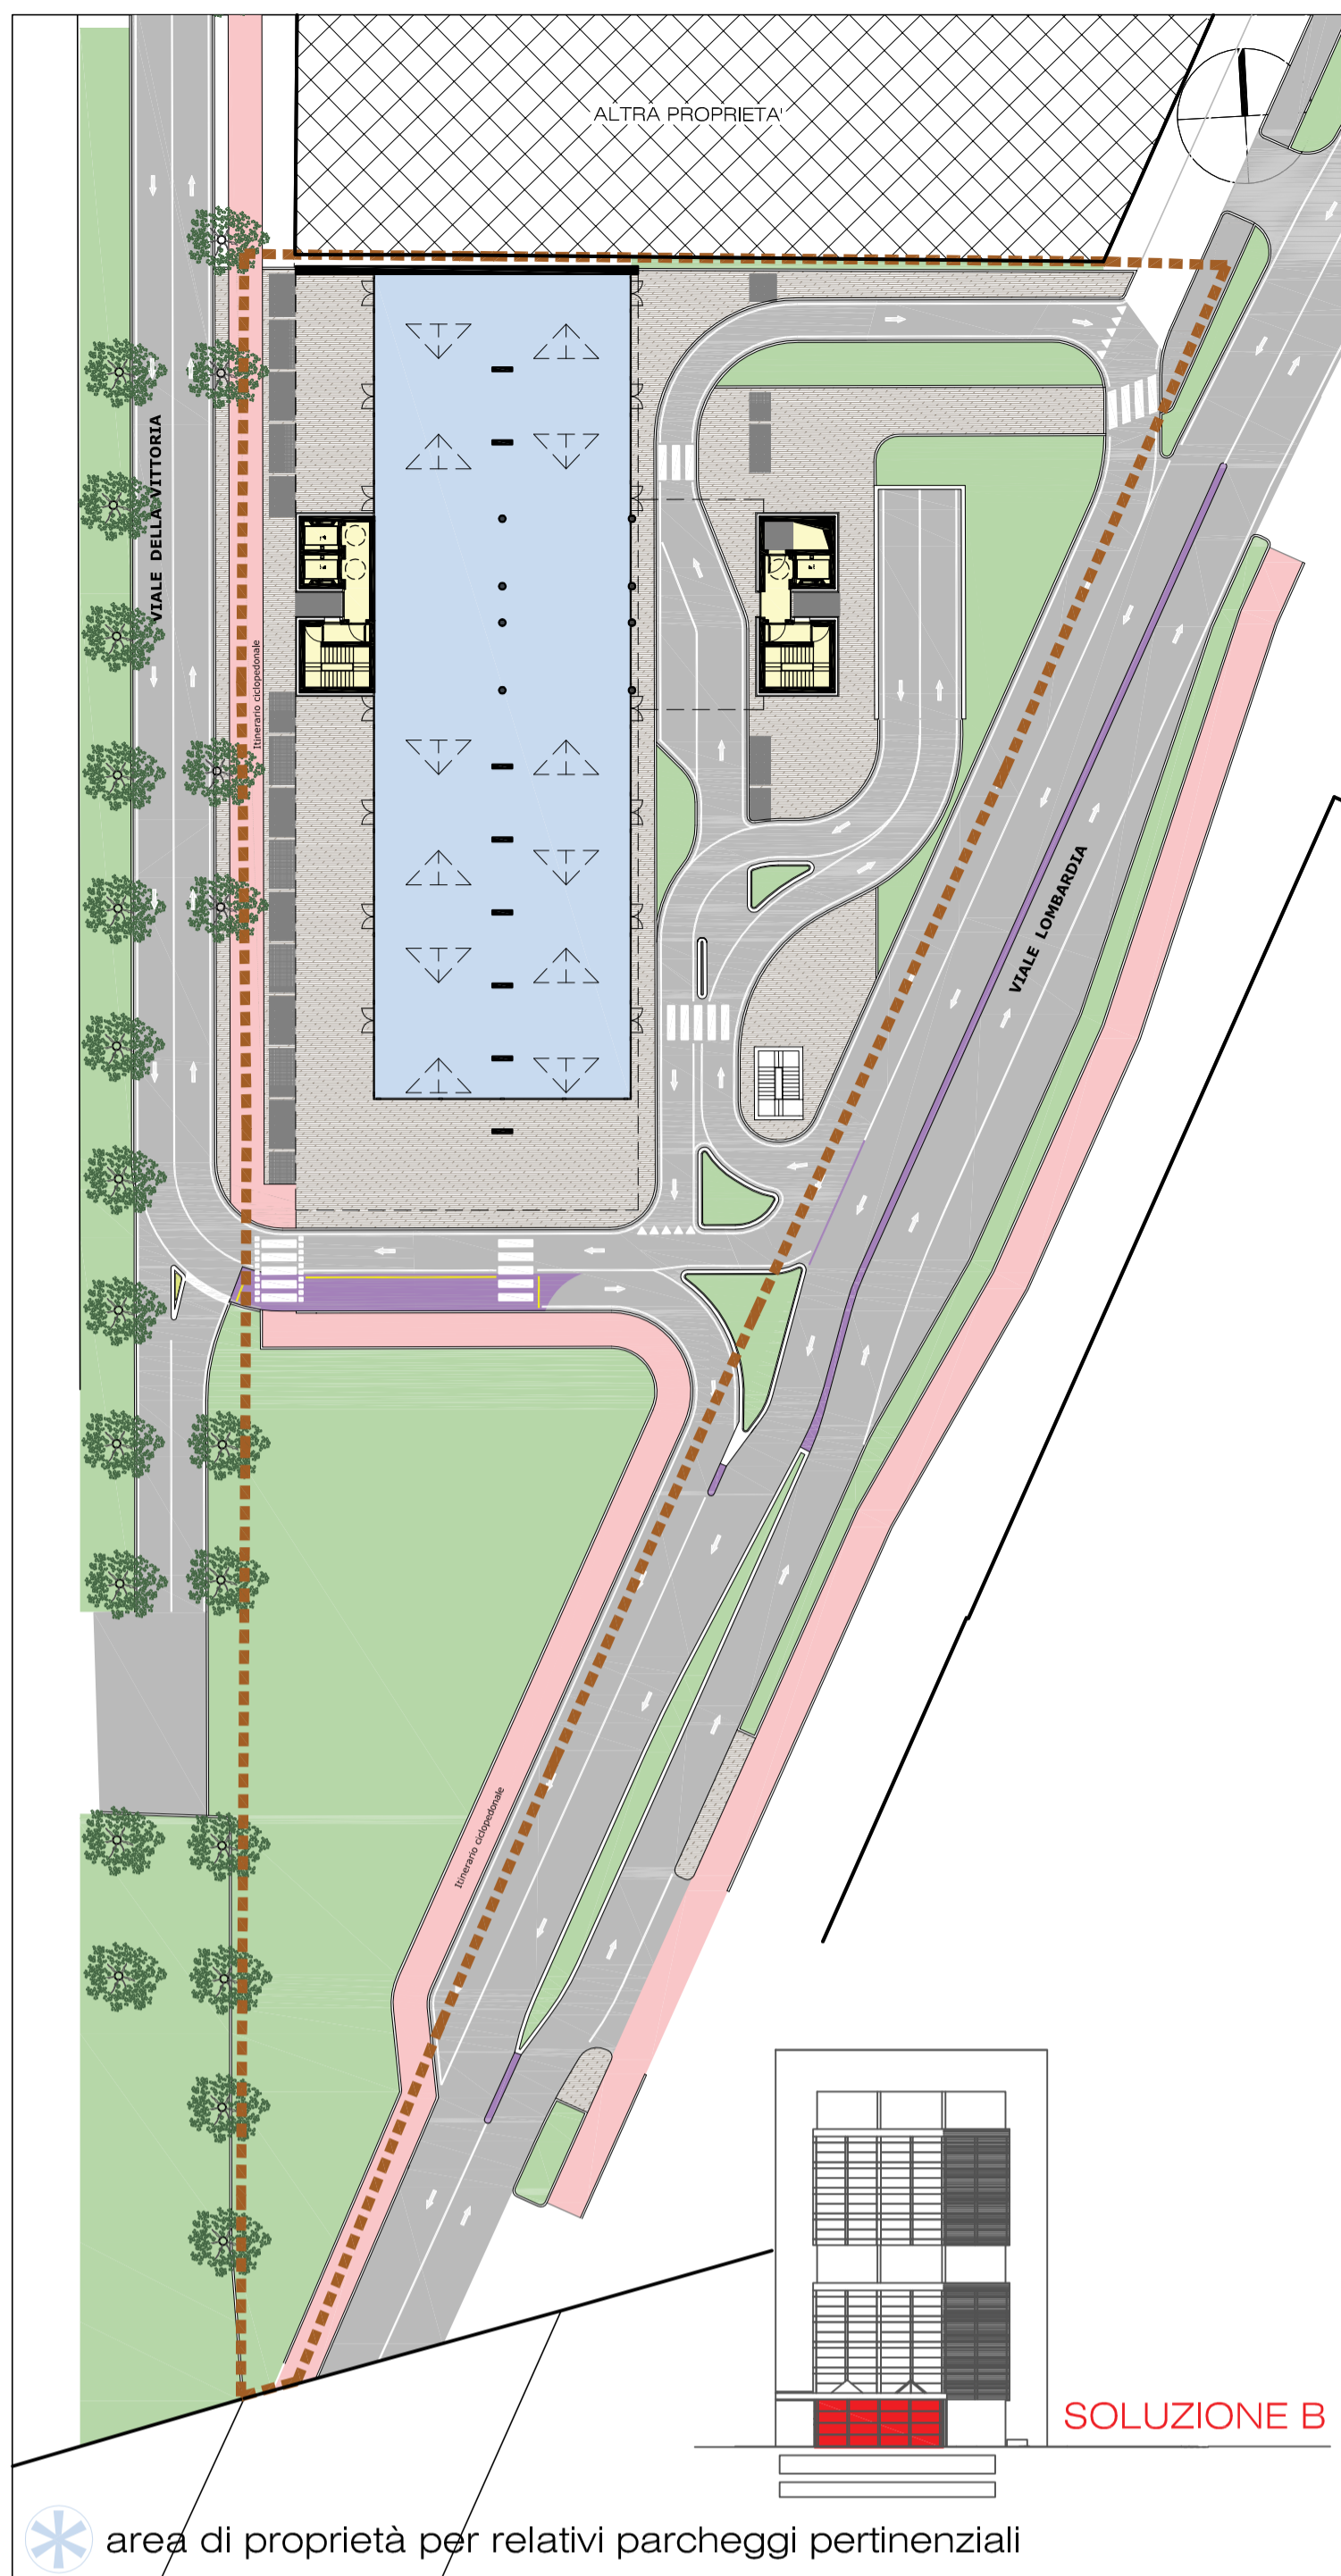 ALTRA PROPRIETA'
VIALE DELLA VITTORIA
Itinerario ciclopedonale
VIALE LOMBARDIA
Itinerario ciclopedonale
SOLUZIONE B
area di proprietà per relativi parcheggi pertinenziali